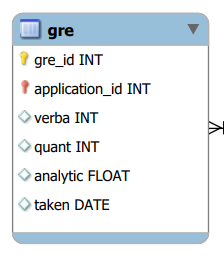 gre
gre_id INT
application_id INT
verba INT
quant INT
analytic FLOAT
taken DATE